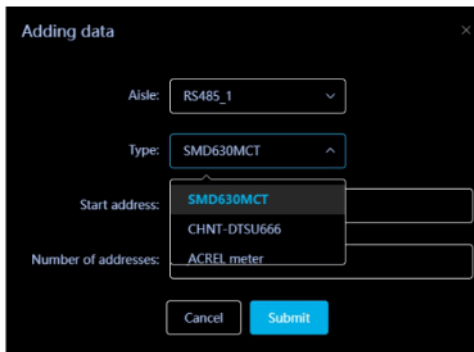 Adding data
Aisle: RS485_1
Type: SMD630MCT
SMD630MCT
Start address:
CHNT-DTSU666
Number of addresses:
ACREL meter
Cancel Submit